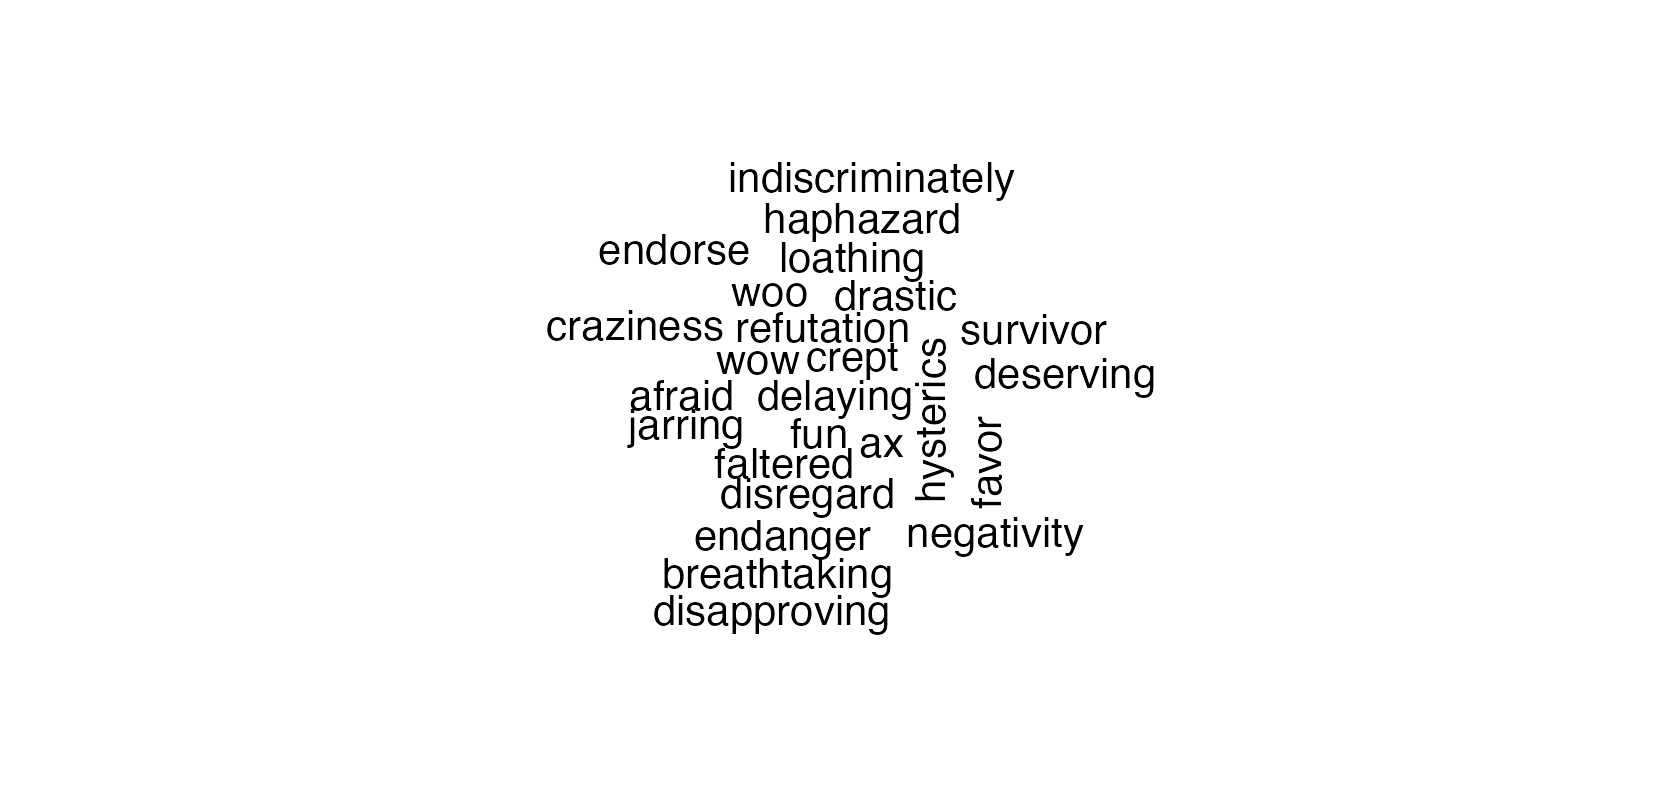 indiscriminately
haphazard
endorse loathing
woo drastic
craziness refutation survivor
wow crept
deserving
afraid delaying
hysterics
jarring fun ax
favor
faltered
disregard
endanger negativity
breathtaking
disapproving